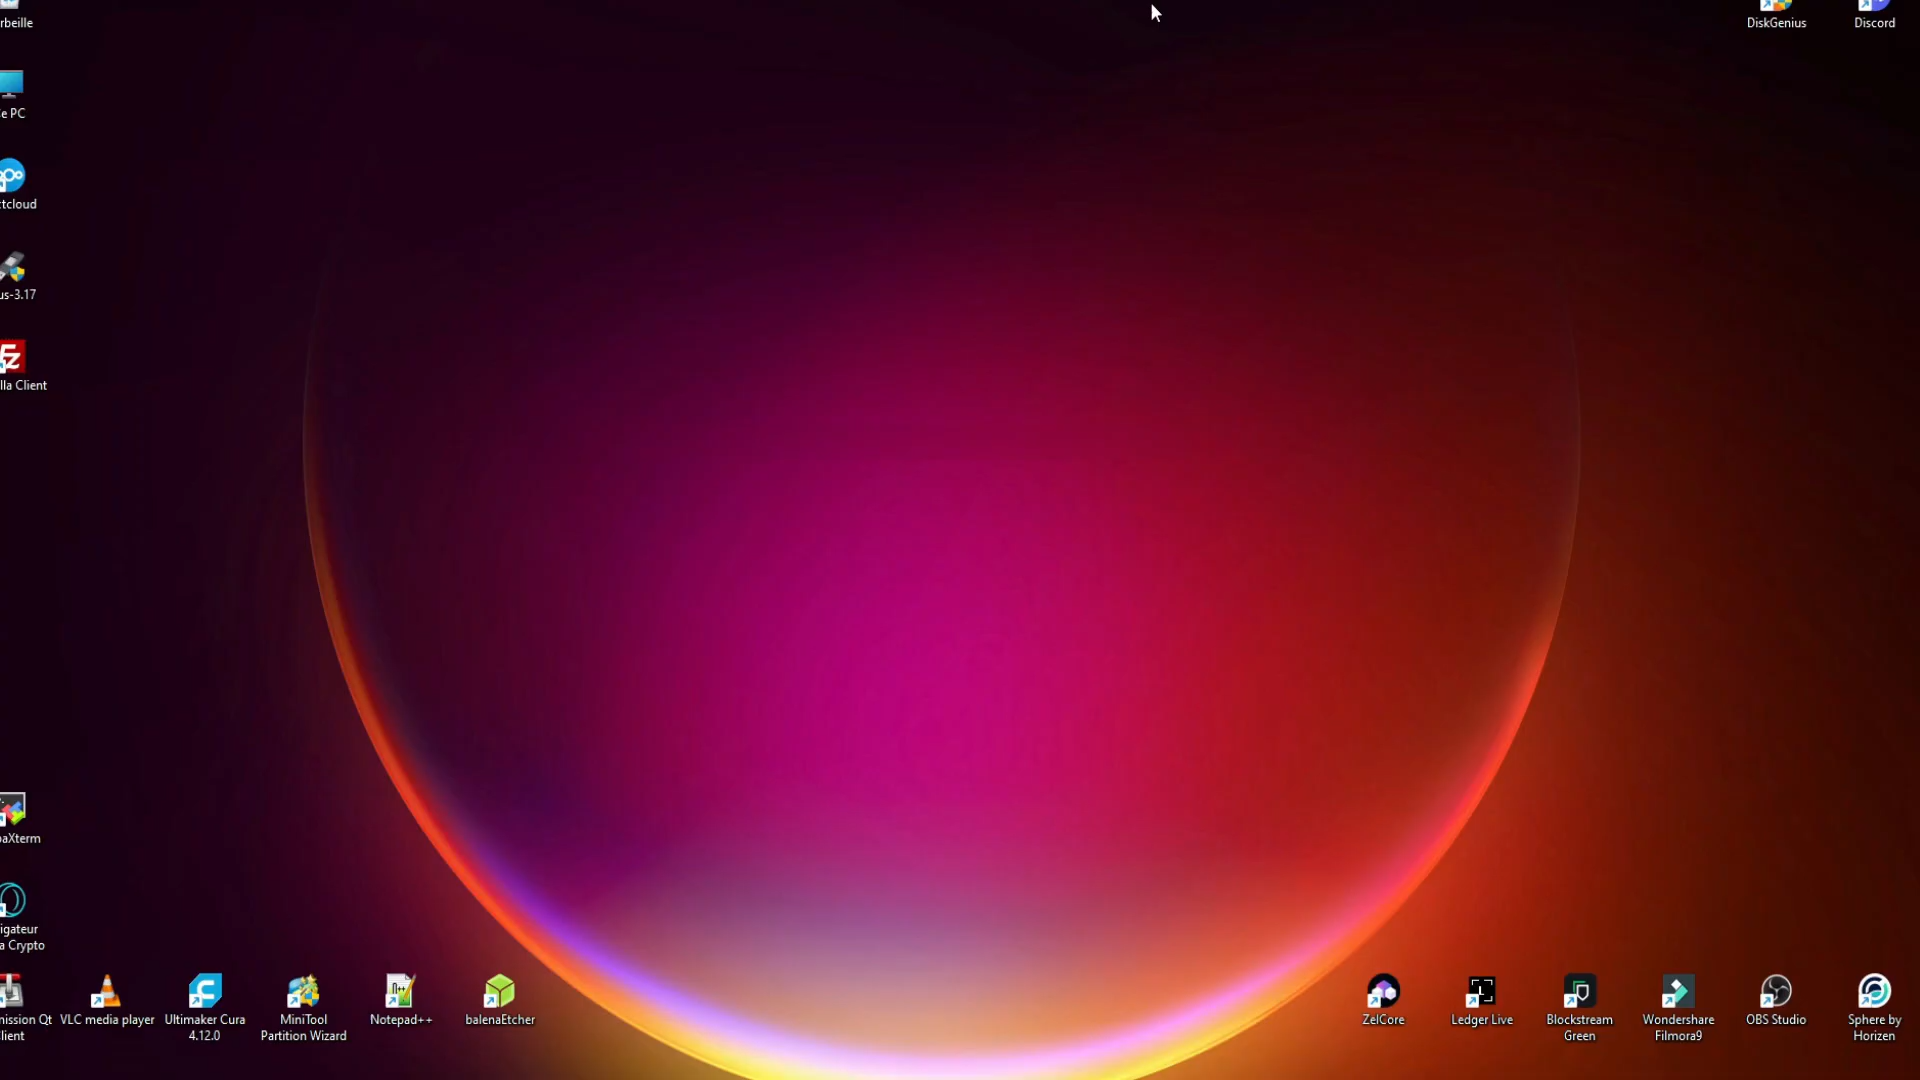 rbeille
DiskGenius
Discord
e PC
tcloud
us-3.17
lla Client
aXterm
igateur
a Crypto
mission Qt
lient
VLC media player
Ultimaker Cura
4.12.0
MiniTool
Partition Wizard
Notepad++
balenaEtcher
ZelCore
Ledger Live
Blockstream
Green
Wondershare
Filmora9
OBS Studio
Sphere by
Horizen